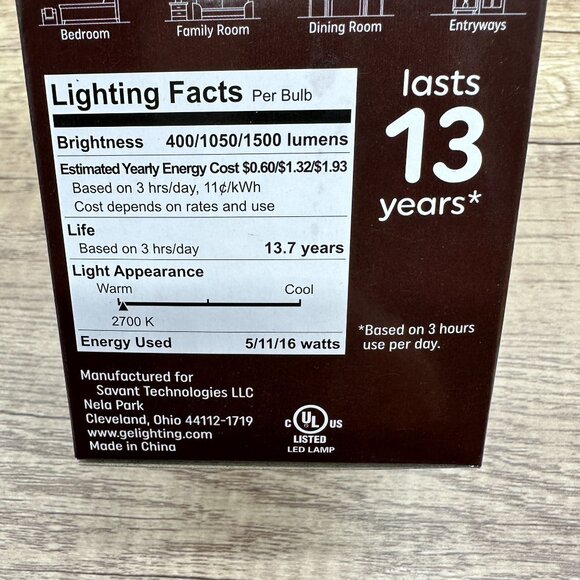 Bedroom
Family Room
Dining Room
Entryways
Lighting Facts Per Bulb
Brightness 400/1050/1500 lumens
Estimated Yearly Energy Cost $0.60/$1.32/$1.93
Based on 3 hrs/day, 11¢/kWh
Cost depends on rates and use
Life
Based on 3 hrs/day 13.7 years
Light Appearance
Warm Cool
2700 K
Energy Used 5/11/16 watts
lasts
13
years*
*Based on 3 hours
use per day.
Manufactured for
Savant Technologies LLC
Nela Park
Cleveland, Ohio 44112-1719
www.gelighting.com
Made in China
C UL US
LISTED
LED LAMP